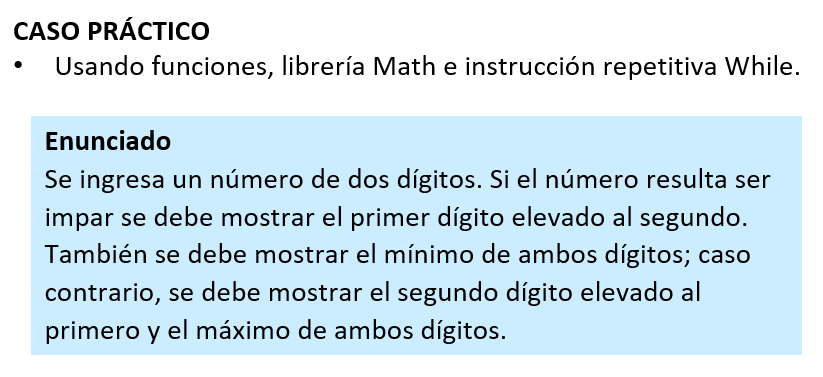 CASO PRÁCTICO
• Usando funciones, librería Math e instrucción repetitiva While.
Enunciado
Se ingresa un número de dos dígitos. Si el número resulta ser
impar se debe mostrar el primer dígito elevado al segundo.
También se debe mostrar el mínimo de ambos dígitos; caso
contrario, se debe mostrar el segundo dígito elevado al
primero y el máximo de ambos dígitos.